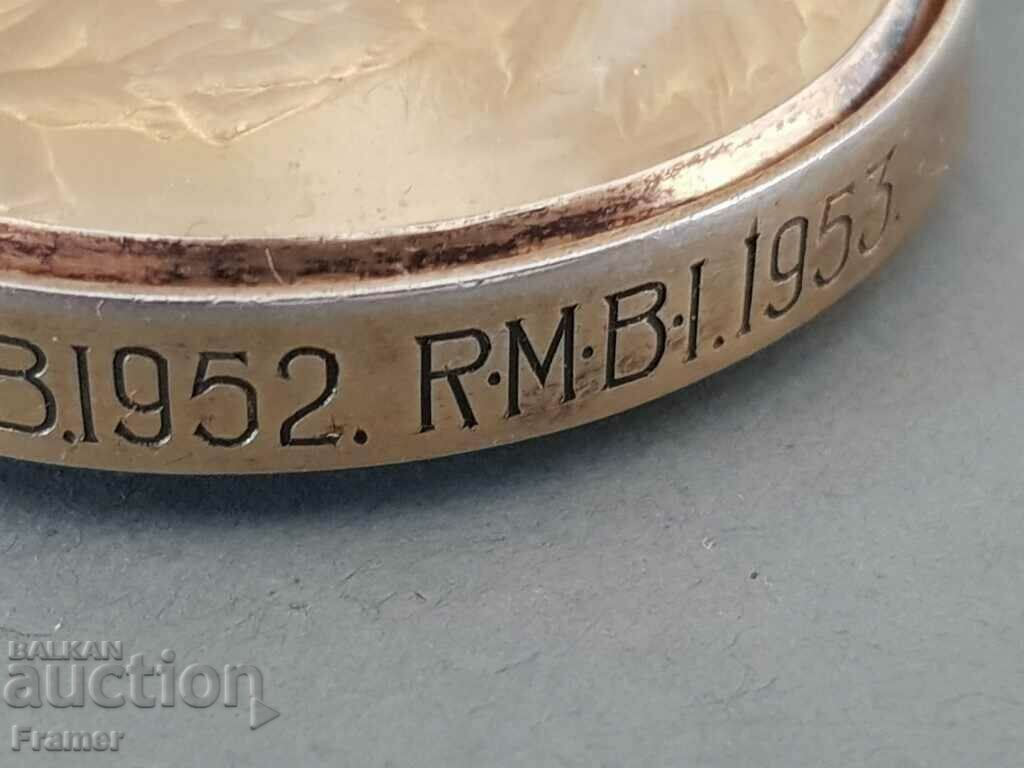 B.1952. R·M·B·I. 1953.
BALKAN
auction
Framer